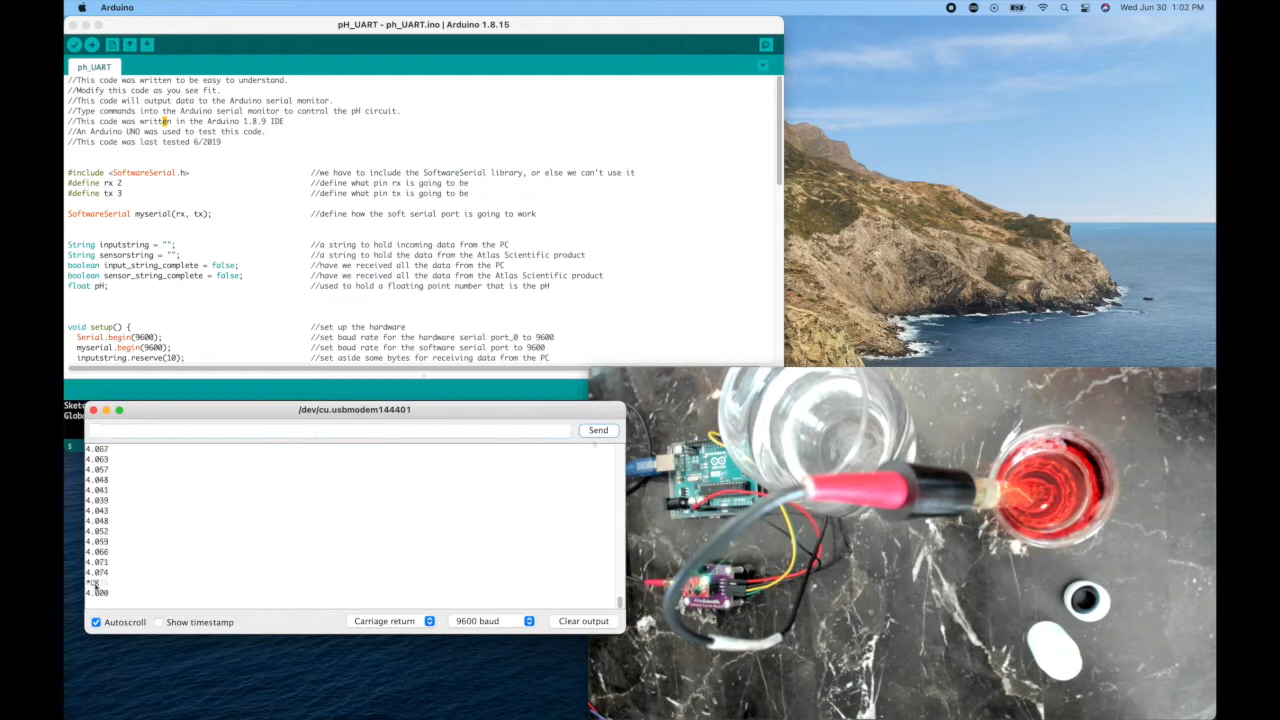 Arduino
Wed Jun 30 1:02 PM
pH_UART - ph_UART.ino | Arduino 1.8.15
ph_UART
//This code was written to be easy to understand.
//Modify this code as you see fit.
//This code will output data to the Arduino serial monitor.
//Type commands into the Arduino serial monitor to control the pH circuit.
//This code was written in the Arduino 1.8.9 IDE
//An Arduino UNO was used to test this code.
//This code was last tested 6/2019
#include <SoftwareSerial.h> //we have to include the SoftwareSerial library, or else we can't use it
#define rx 2 //define what pin rx is going to be
#define tx 3 //define what pin tx is going to be
SoftwareSerial myserial(rx, tx); //define how the soft serial port is going to work
String inputstring = ""; //a string to hold incoming data from the PC
String sensorstring = ""; //a string to hold the data from the Atlas Scientific product
boolean input_string_complete = false; //have we received all the data from the PC
boolean sensor_string_complete = false; //have we received all the data from the Atlas Scientific product
float pH; //used to hold a floating point number that is the pH
void setup() { //set up the hardware
Serial.begin(9600); //set baud rate for the hardware serial port_0 to 9600
myserial.begin(9600); //set baud rate for the software serial port to 9600
inputstring.reserve(10); //set aside some bytes for receiving data from the PC
Sketc
Globa
5
/dev/cu.usbmodem144401
Send
4.067
4.063
4.057
4.048
4.041
4.039
4.043
4.048
4.052
4.059
4.066
4.071
4.074
*OK
4.000
Autoscroll Show timestamp Carriage return 9600 baud Clear output